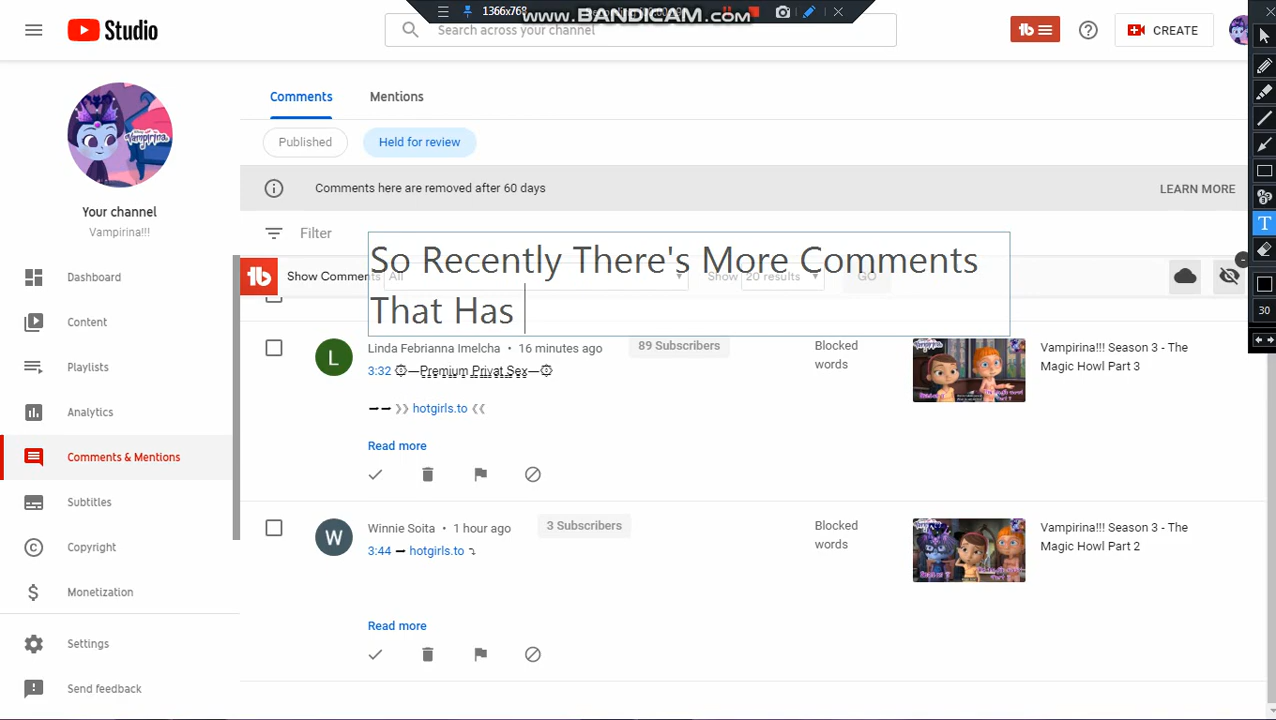 1366x768
www.BANDICAM.com
Studio
Search across your channel
CREATE
Comments
Mentions
Published
Held for review
Comments here are removed after 60 days
LEARN MORE
Your channel
Vampirina!!!
Filter
So Recently There's More Comments
That Has
Show Comments
All
Show
20 results
GO
Dashboard
Content
Playlists
Analytics
Comments & Mentions
Subtitles
Copyright
Monetization
Settings
Send feedback
L
Linda Febrianna Imelcha • 16 minutes ago
89 Subscribers
3:32 ۞—Premium Privat Sex—۞
➖➖ ❯❯ hotgirls.to ❮❮
Read more
Blocked
words
Vampirina!!! Season 3 - The
Magic Howl Part 3
W
Winnie Soita • 1 hour ago
3 Subscribers
3:44 ➖ hotgirls.to ⤵
Read more
Blocked
words
Vampirina!!! Season 3 - The
Magic Howl Part 2
30